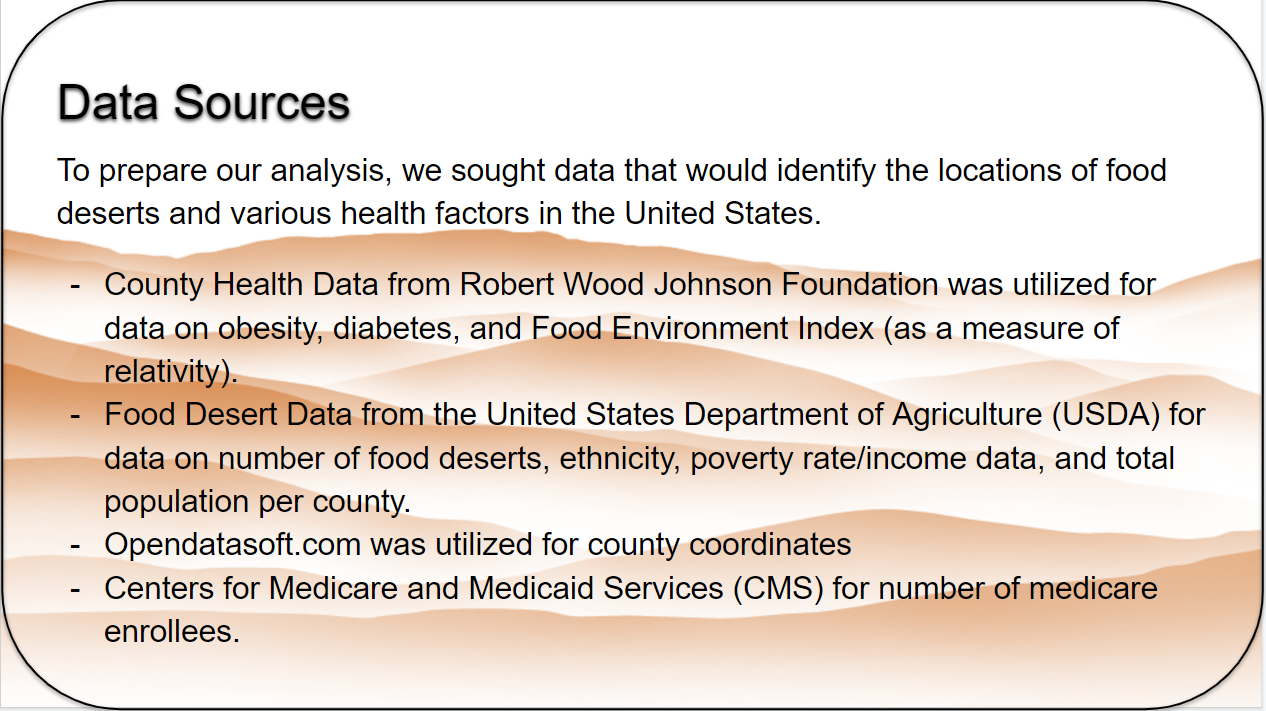 Data Sources
To prepare our analysis, we sought data that would identify the locations of food
deserts and various health factors in the United States.
- County Health Data from Robert Wood Johnson Foundation was utilized for
data on obesity, diabetes, and Food Environment Index (as a measure of
relativity).
- Food Desert Data from the United States Department of Agriculture (USDA) for
data on number of food deserts, ethnicity, poverty rate/income data, and total
population per county.
- Opendatasoft.com was utilized for county coordinates
- Centers for Medicare and Medicaid Services (CMS) for number of medicare
enrollees.